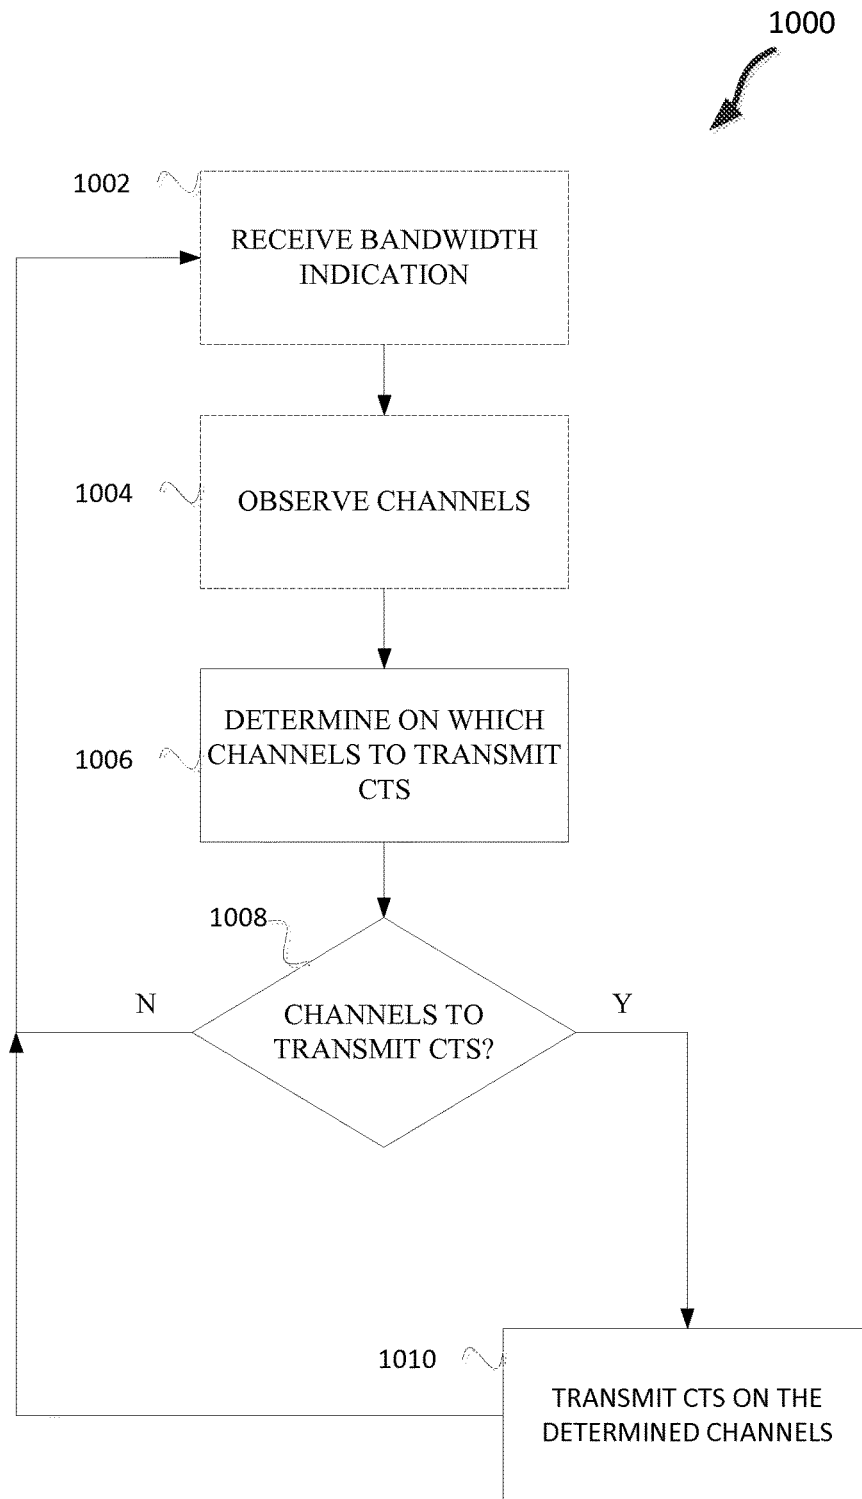 1000
1002
RECEIVE BANDWIDTH
INDICATION
1004
OBSERVE CHANNELS
1006
DETERMINE ON WHICH
CHANNELS TO TRANSMIT
CTS
1008
N
CHANNELS TO
TRANSMIT CTS?
Y
1010
TRANSMIT CTS ON THE
DETERMINED CHANNELS